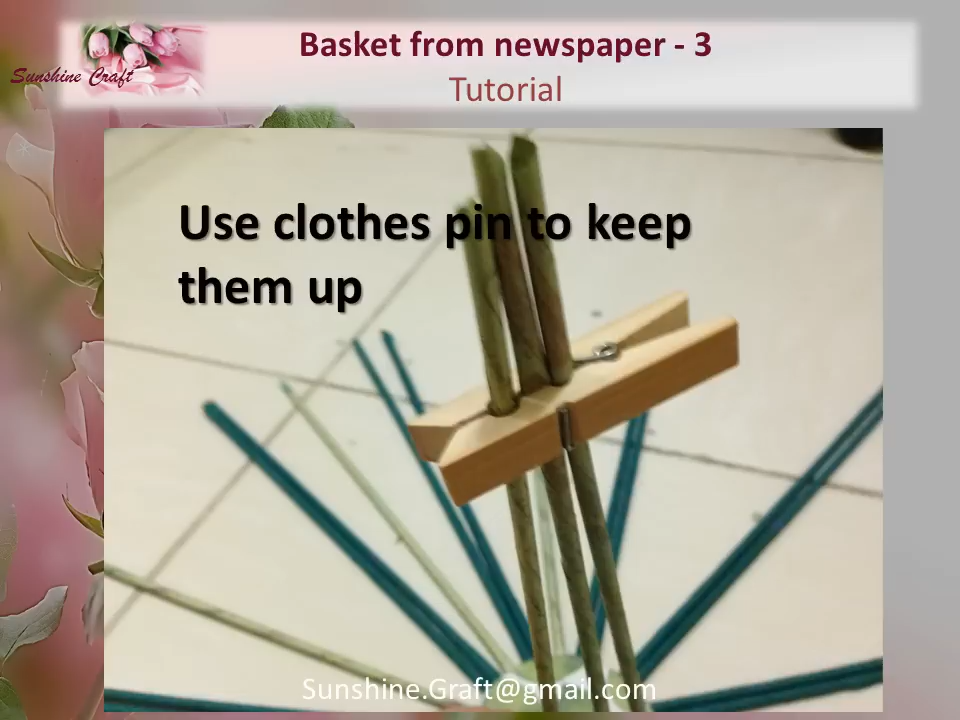 Basket from newspaper - 3
Sunshine Craft
Tutorial
Use clothes pin to keep
them up
Sunshine.Graft@gmail.com